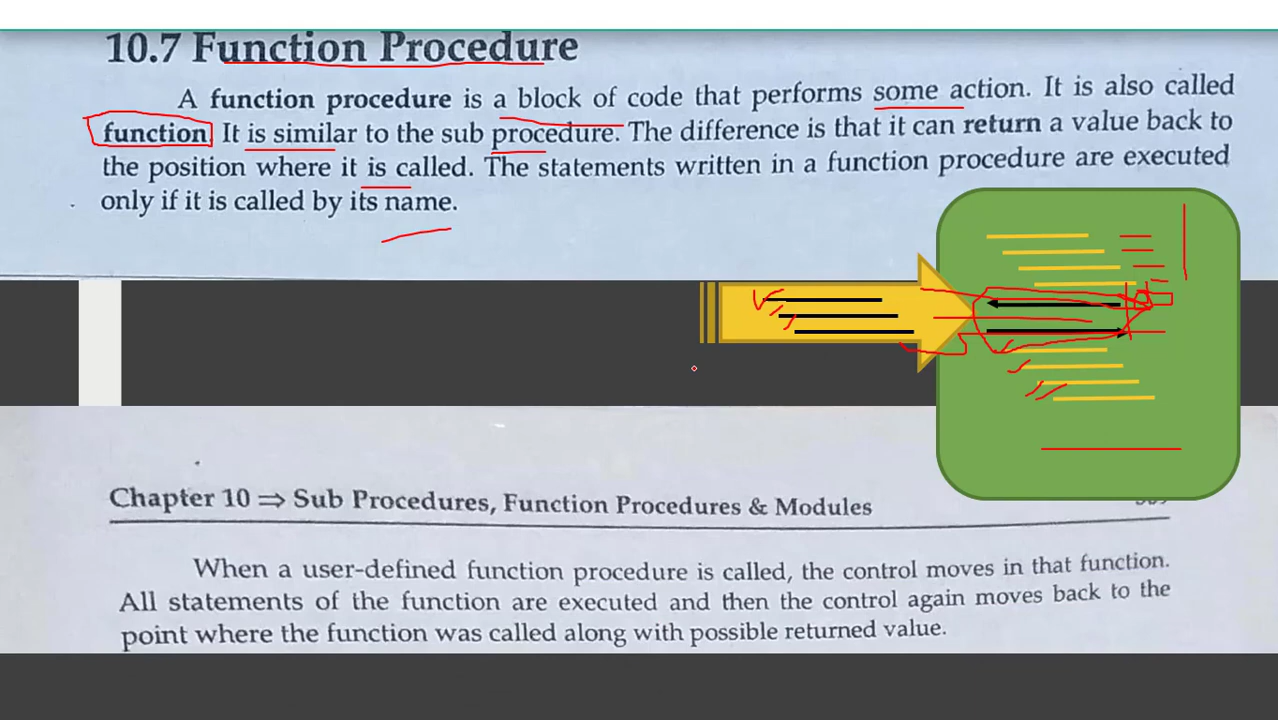 10.7 Function Procedure
A function procedure is a block of code that performs some action. It is also called
function. It is similar to the sub procedure. The difference is that it can return a value back to
the position where it is called. The statements written in a function procedure are executed
only if it is called by its name.
Chapter 10 ⇒ Sub Procedures, Function Procedures & Modules
When a user-defined function procedure is called, the control moves in that function.
All statements of the function are executed and then the control again moves back to the
point where the function was called along with possible returned value.